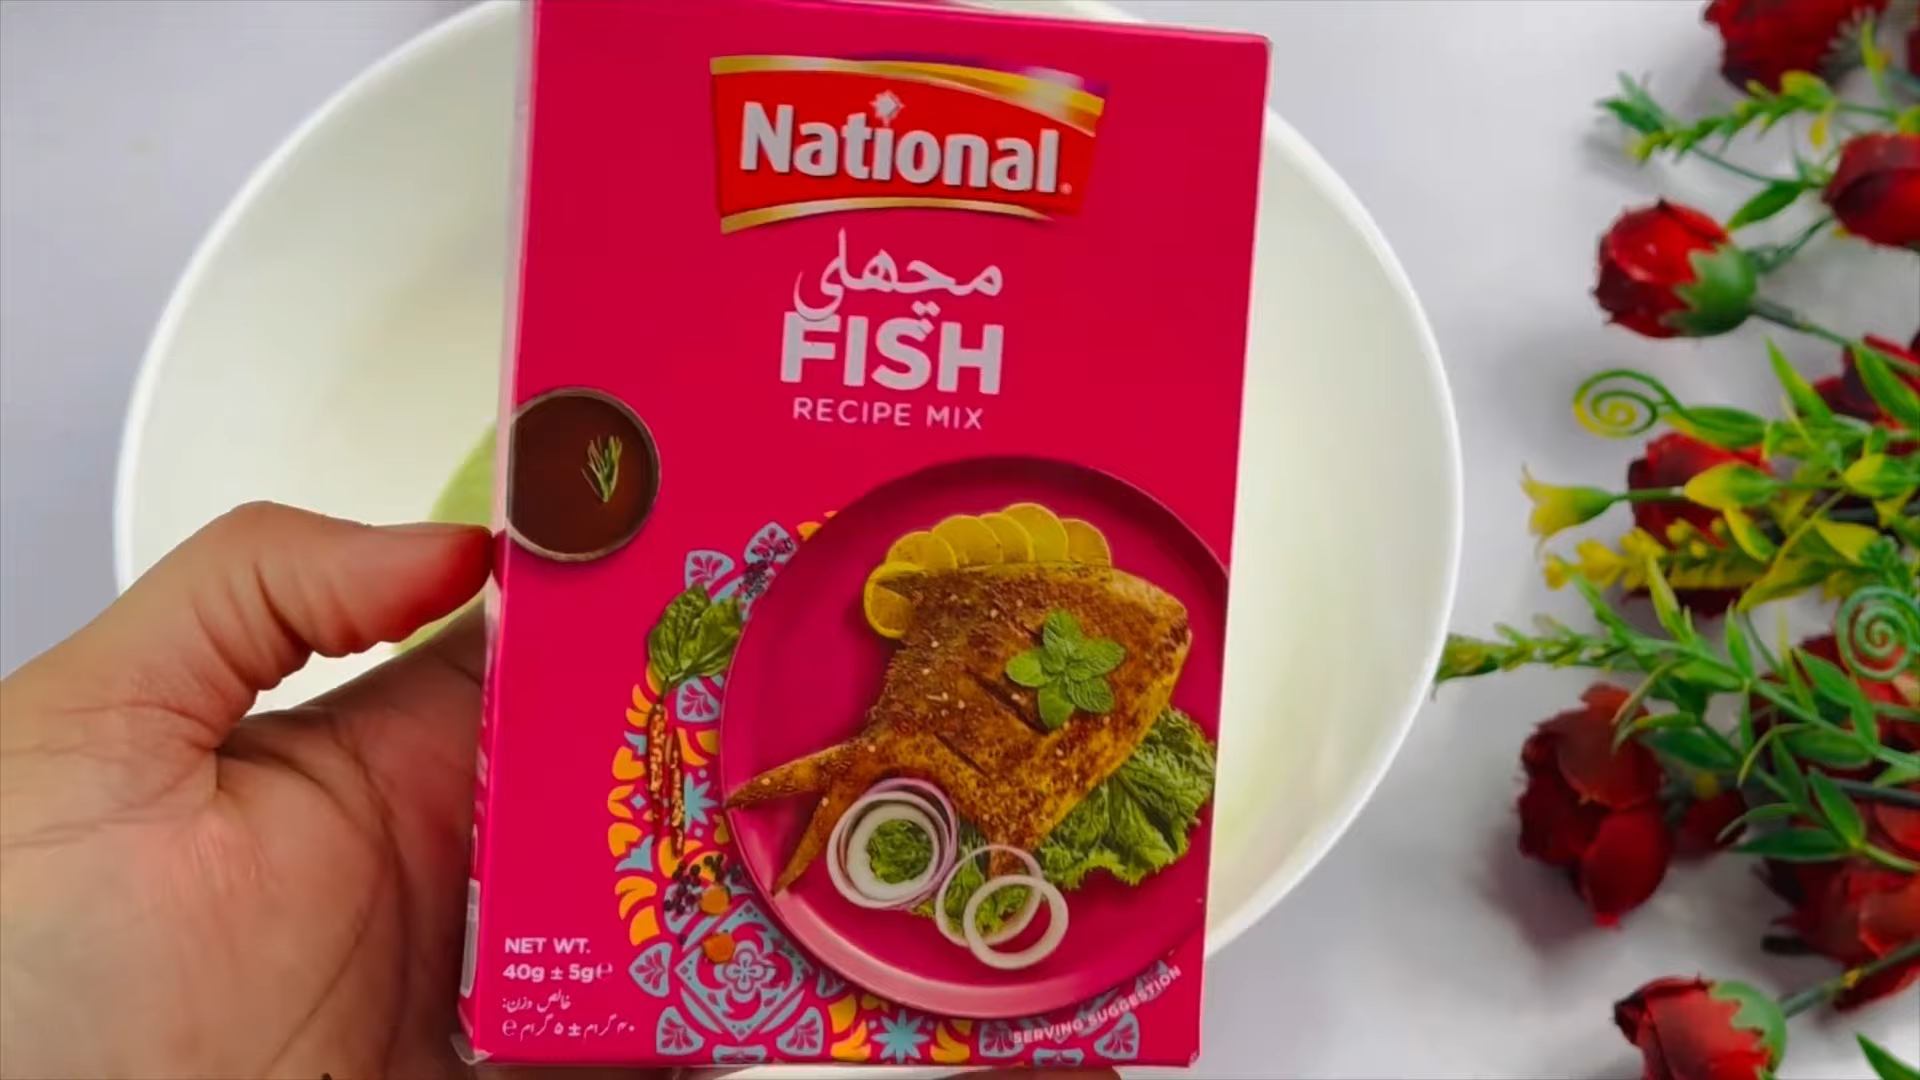 National
مچھلی
FISH
RECIPE MIX
NET WT.
40g ± 5g℮
خالص وزن:
۴۰ گرام ± ۵ گرام ℮
SERVING SUGGESTION